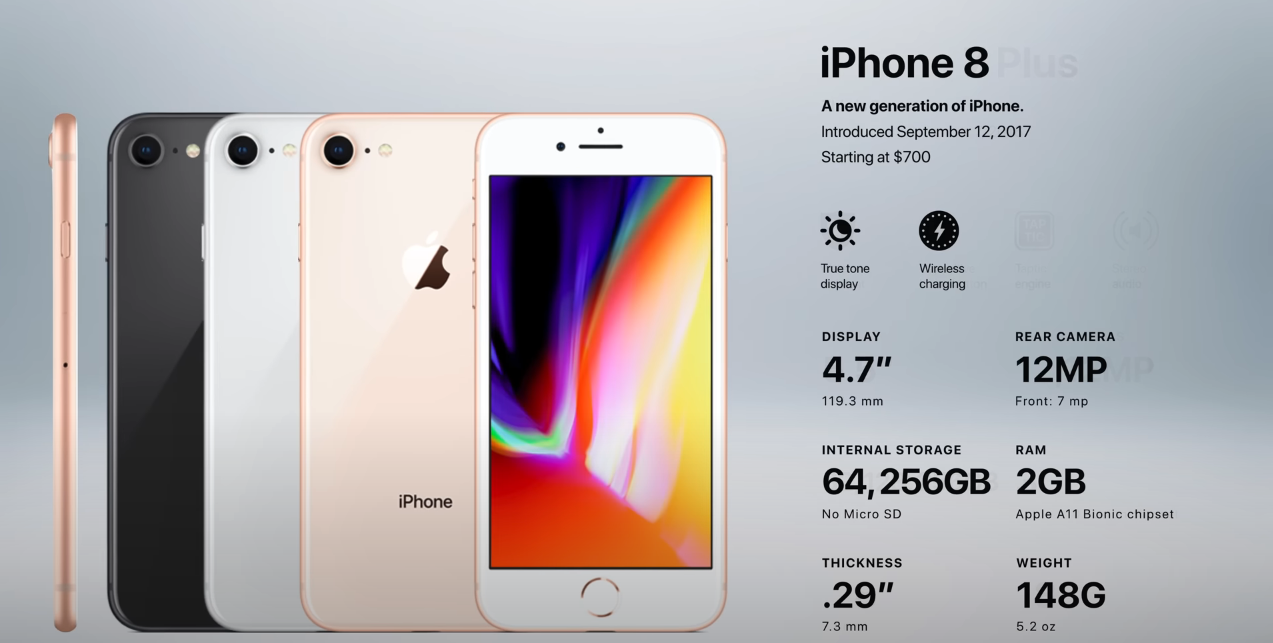 iPhone 8 Plus
A new generation of iPhone.
Introduced September 12, 2017
Starting at $700
True tone
display
Wireless
charging
DISPLAY
4.7”
119.3 mm
REAR CAMERA
12MP
Front: 7 mp
INTERNAL STORAGE
64, 256GB
No Micro SD
RAM
2GB
Apple A11 Bionic chipset
THICKNESS
.29”
7.3 mm
WEIGHT
148G
5.2 oz
iPhone